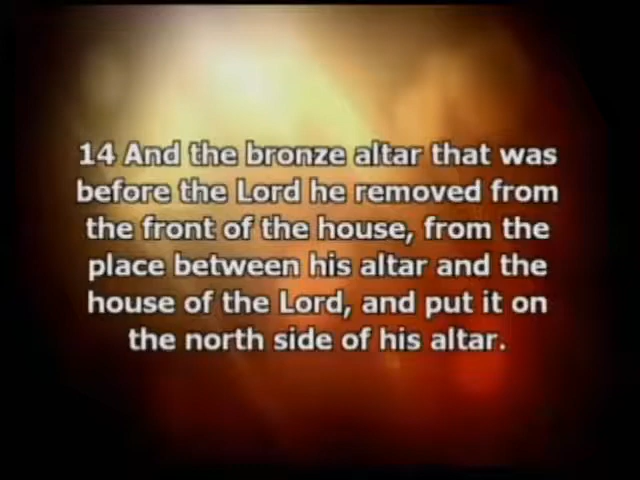 14 And the bronze altar that was
before the Lord he removed from
the front of the house, from the
place between his altar and the
house of the Lord, and put it on
the north side of his altar.